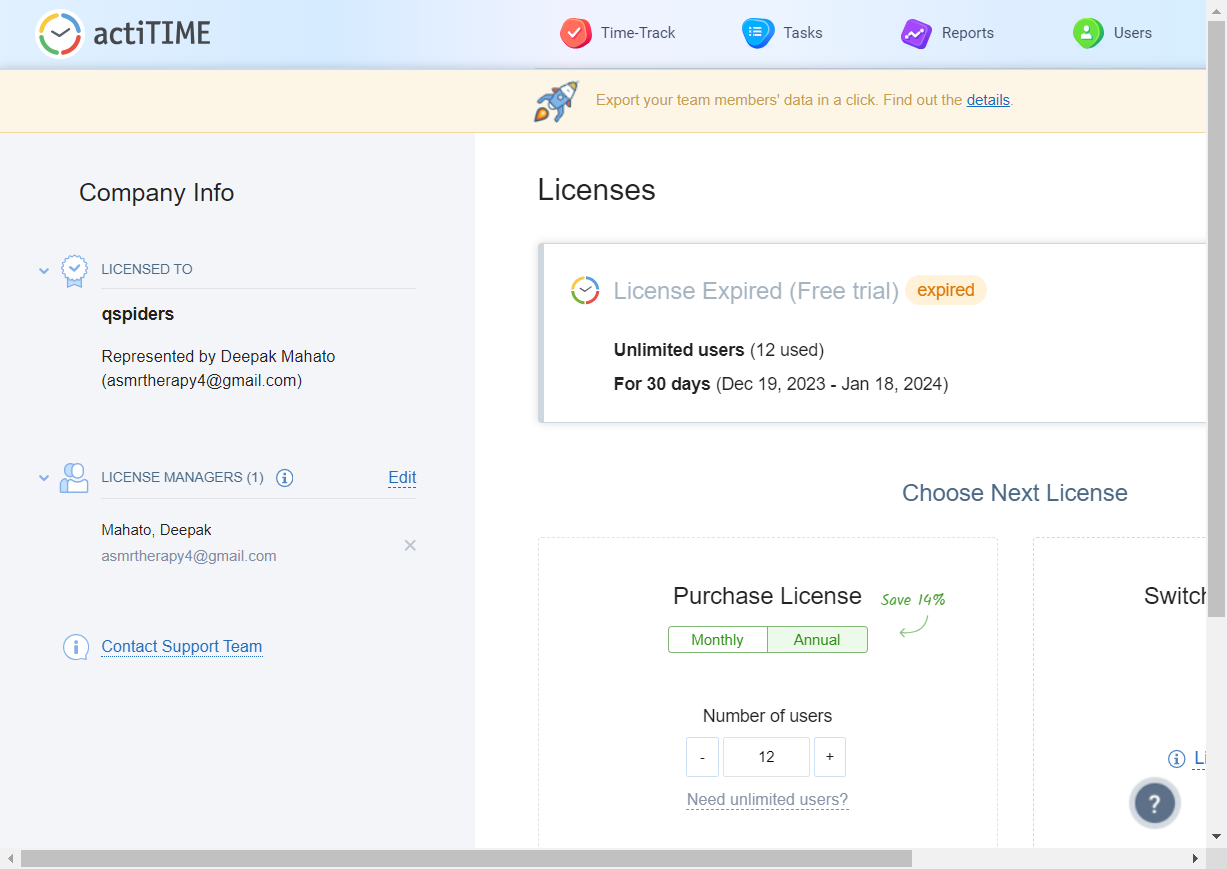 actiTIME
Time-Track
Tasks
Reports
Users
Export your team members' data in a click. Find out the details.
Company Info
LICENSED TO
qspiders
Represented by Deepak Mahato
(asmrtherapy4@gmail.com)
LICENSE MANAGERS (1)
Edit
Mahato, Deepak
asmrtherapy4@gmail.com
Contact Support Team
Licenses
License Expired (Free trial) expired
Unlimited users (12 used)
For 30 days (Dec 19, 2023 - Jan 18, 2024)
Choose Next License
Purchase License
Save 14%
Monthly
Annual
Number of users
-
12
+
Need unlimited users?
Switch
Li
?